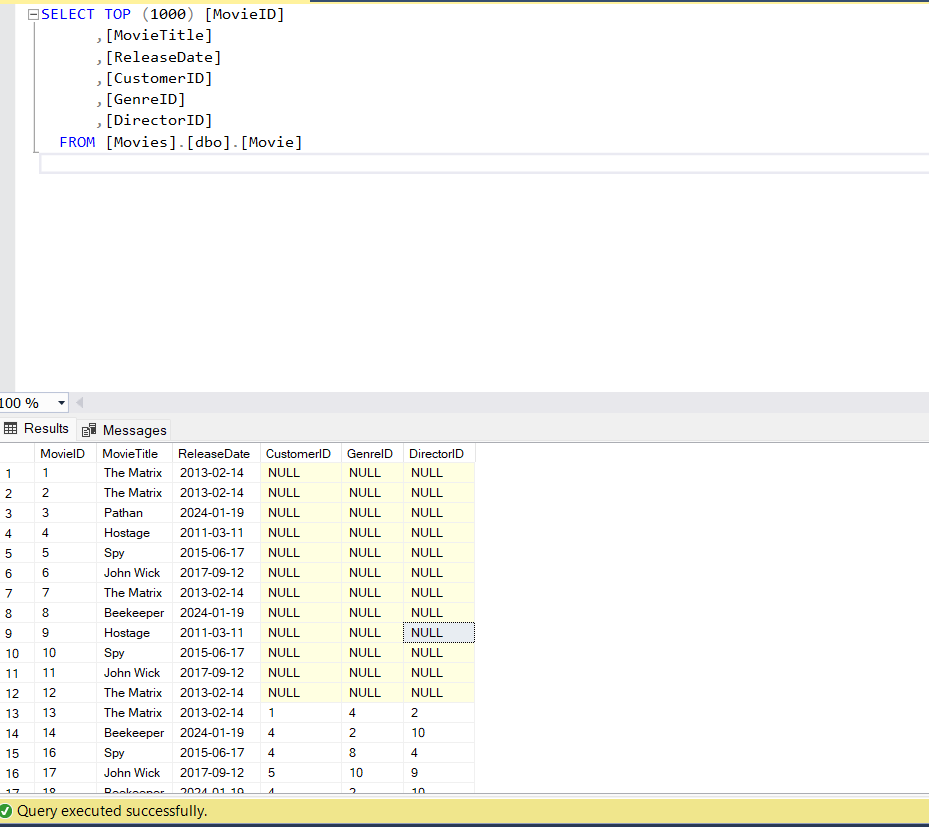 SELECT TOP (1000) [MovieID]
,[MovieTitle]
,[ReleaseDate]
,[CustomerID]
,[GenreID]
,[DirectorID]
FROM [Movies].[dbo].[Movie]
100 %
Results Messages
MovieID MovieTitle ReleaseDate CustomerID GenreID DirectorID
1 1 The Matrix 2013-02-14 NULL NULL NULL
2 2 The Matrix 2013-02-14 NULL NULL NULL
3 3 Pathan 2024-01-19 NULL NULL NULL
4 4 Hostage 2011-03-11 NULL NULL NULL
5 5 Spy 2015-06-17 NULL NULL NULL
6 6 John Wick 2017-09-12 NULL NULL NULL
7 7 The Matrix 2013-02-14 NULL NULL NULL
8 8 Beekeeper 2024-01-19 NULL NULL NULL
9 9 Hostage 2011-03-11 NULL NULL NULL
10 10 Spy 2015-06-17 NULL NULL NULL
11 11 John Wick 2017-09-12 NULL NULL NULL
12 12 The Matrix 2013-02-14 NULL NULL NULL
13 13 The Matrix 2013-02-14 1 4 2
14 14 Beekeeper 2024-01-19 4 2 10
15 16 Spy 2015-06-17 4 8 4
16 17 John Wick 2017-09-12 5 10 9
17 18 Beekeeper 2024-01-19 4 2 10
Query executed successfully.